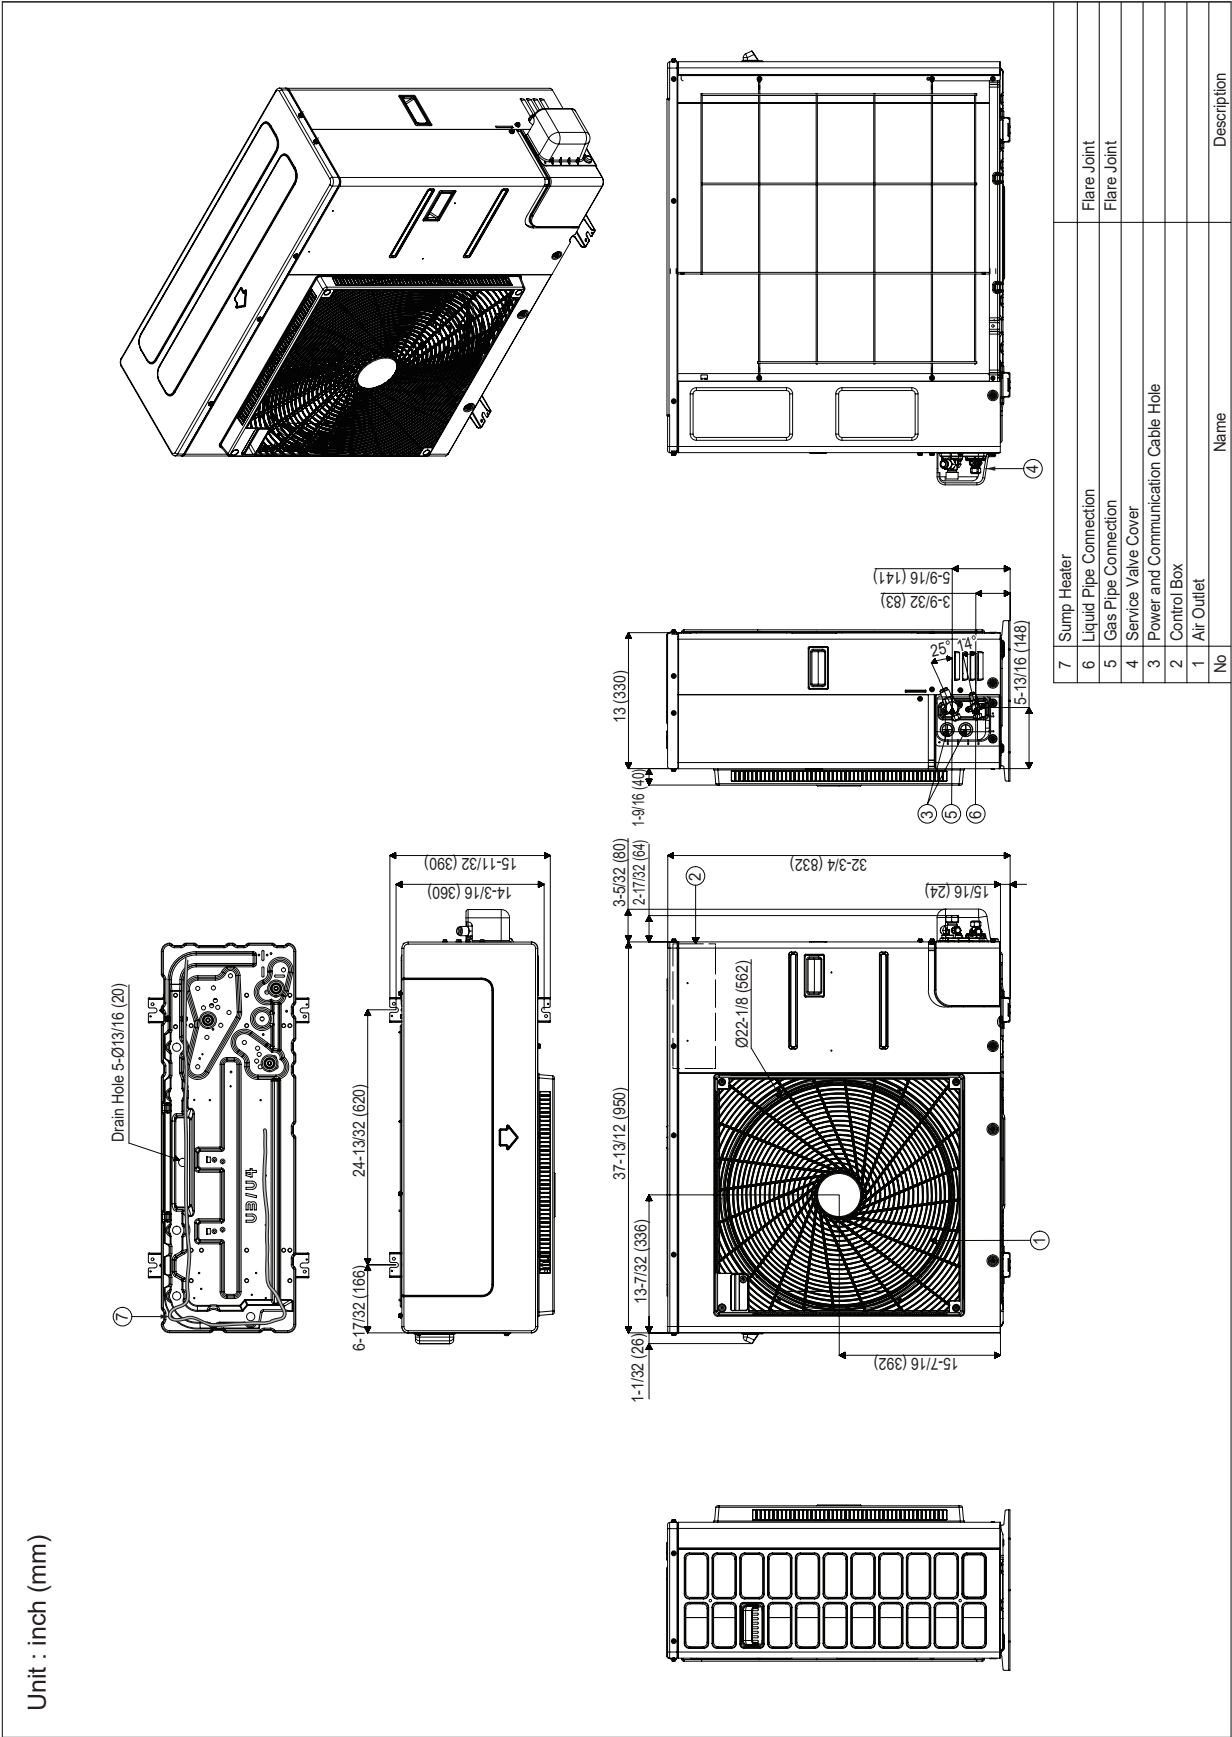 Unit : inch (mm)
7
Drain Hole 5-Ø13/16 (20)
U3/U4
6-17/32 (166)
24-13/32 (620)
14-3/16 (360)
15-11/32 (390)
1-1/32 (26)
13-7/32 (336)
37-13/12 (950)
2-17/32 (64)
3-5/32 (80)
Ø22-1/8 (562)
2
32-3/4 (832)
15/16 (24)
15-7/16 (392)
1
1-9/16 (40)
13 (330)
25°
14°
3
5
6
5-13/16 (148)
3-9/32 (83)
5-9/16 (141)
4
7 Sump Heater
6 Liquid Pipe Connection Flare Joint
5 Gas Pipe Connection Flare Joint
4 Service Valve Cover
3 Power and Communication Cable Hole
2 Control Box
1 Air Outlet
No Name Description